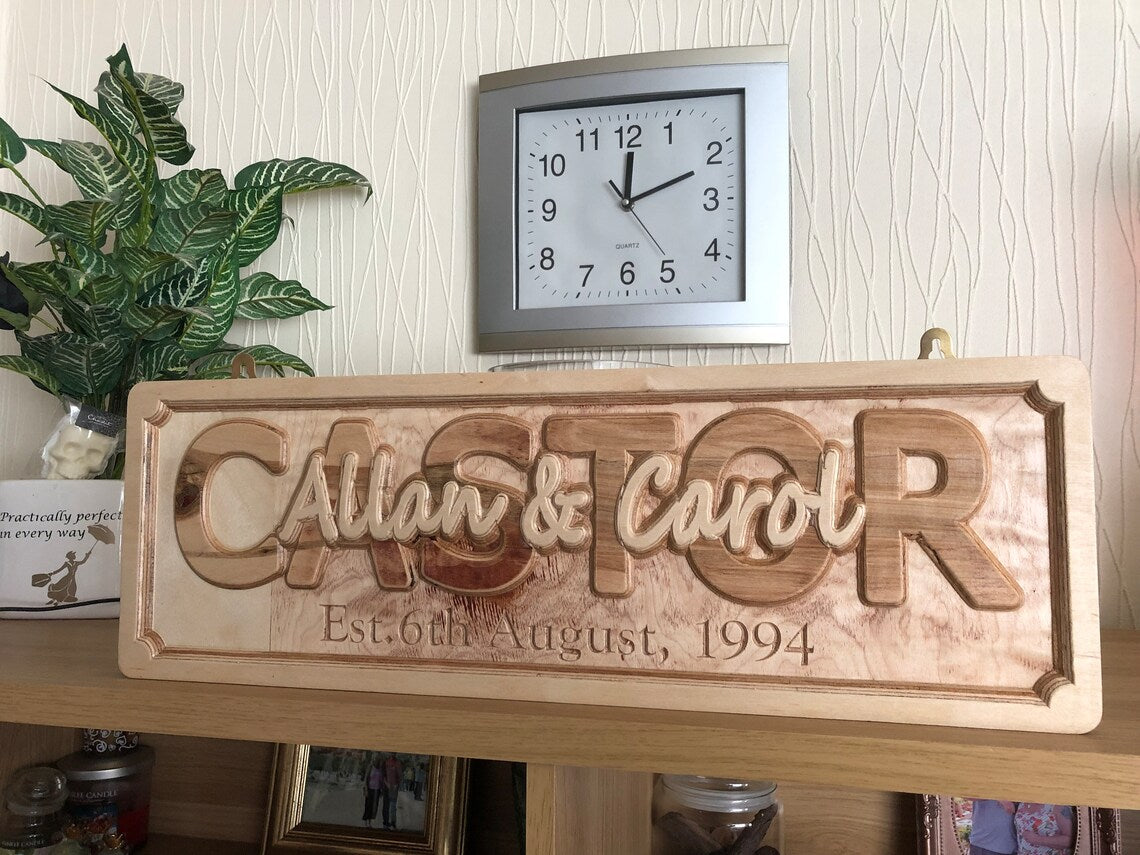 11 12 1
10 2
9 3
8 4
7 6 5
QUARTZ
CASTOR
Allan & Carol
Est.6th August, 1994
Practically perfect
in every way
CANDLE